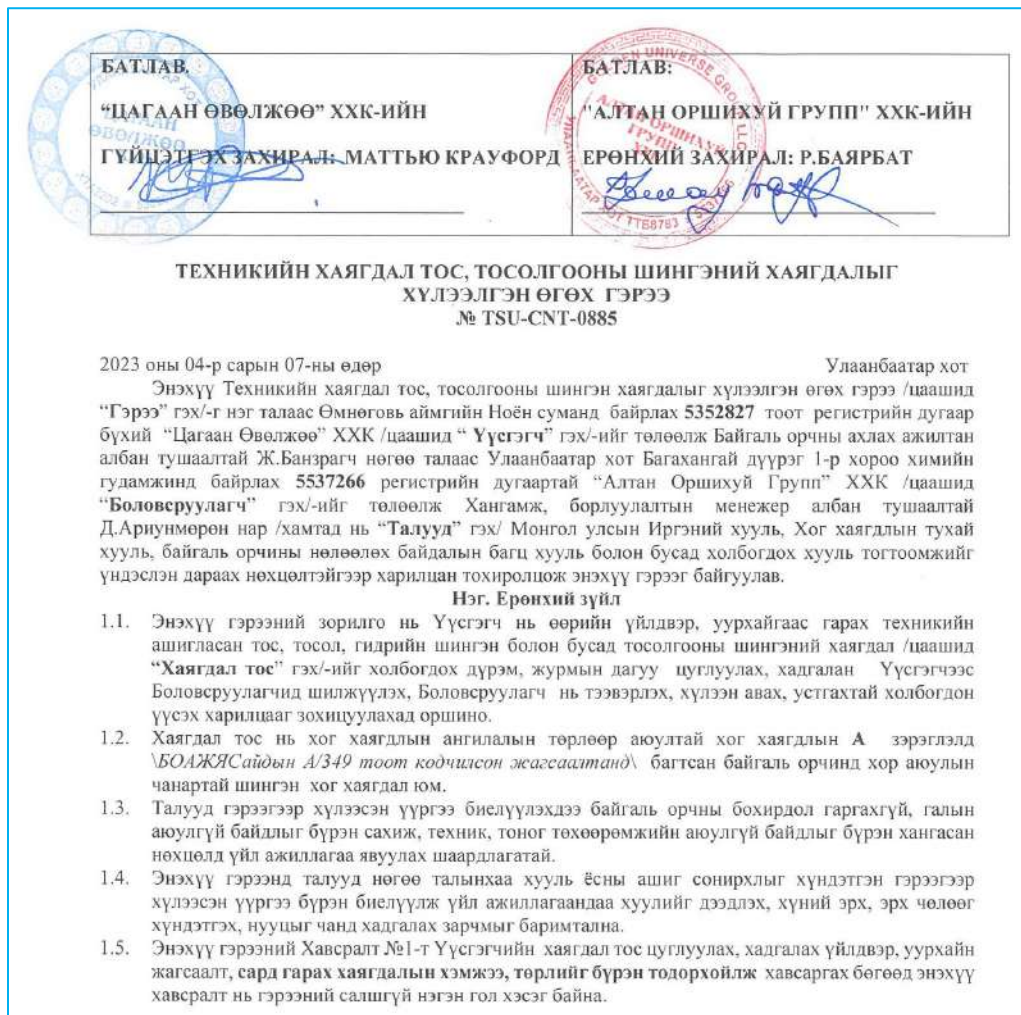 БАТЛАВ.
"ЦАГААН ӨВӨЛЖӨӨ" ХХК-ИЙН
ГҮЙЦЭТГЭХ ЗАХИРАЛ: МАТТЬЮ КРАУФОРД
БАТЛАВ:
"АЛТАН ОРШИХУЙ ГРУПП" ХХК-ИЙН
ЕРӨНХИЙ ЗАХИРАЛ: Р.БАЯРБАТ
ЦАГААН
ӨВӨЛЖӨӨ
GOLDEN UNIVERSE GROUP LLC
АЛТАН ОРШИХУЙ
ГРУПП
ТЕХНИКИЙН ХАЯГДАЛ ТОС, ТОСОЛГООНЫ ШИНГЭНИЙ ХАЯГДАЛЫГ
ХҮЛЭЭЛГЭН ӨГӨХ ГЭРЭЭ
№ TSU-CNT-0885
2023 оны 04-р сарын 07-ны өдөр Улаанбаатар хот
Энэхүү Техникийн хаягдал тос, тосолгооны шингэн хаягдалыг хүлээлгэн өгөх гэрээ /цаашид
"Гэрээ" гэх/-г нэг талаас Өмнөговь аймгийн Ноён суманд байрлах 5352827 тоот регистрийн дугаар
бүхий "Цагаан Өвөлжөө" ХХК /цаашид " Үүсгэгч" гэх/-ийг төлөөлж Байгаль орчны ахлах ажилтан
албан тушаалтай Ж.Банзрагч нөгөө талаас Улаанбаатар хот Багахангай дүүрэг 1-р хороо химийн
гудамжинд байрлах 5537266 регистрийн дугаартай "Алтан Оршихуй Групп" ХХК /цаашид
"Боловсруулагч" гэх/-ийг төлөөлж Хангамж, борлуулалтын менежер албан тушаалтай
Д.Ариунмөрөн нар /хамтад нь "Талууд" гэх/ Монгол улсын Иргэний хууль, Хог хаягдлын тухай
хууль, байгаль орчины нөлөөлөх байдалын багц хууль болон бусад холбогдох хууль тогтоомжийг
үндэслэн дараах нөхцөлтэйгээр харилцан тохиролцож энэхүү гэрээг байгуулав.
Нэг. Ерөнхий зүйл
1.1. Энэхүү гэрээний зорилго нь Үүсгэгч нь өөрийн үйлдвэр, уурхайгаас гарах техникийн
ашигласан тос, тосол, гидрийн шингэн болон бусад тосолгооны шингэний хаягдал /цаашид
"Хаягдал тос" гэх/-ийг холбогдох дүрэм, журмын дагуу цуглуулах, хадгалан Үүсгэгчээс
Боловсруулагчид шилжүүлэх, Боловсруулагч нь тээвэрлэх, хүлээн авах, устгахтай холбогдон
үүсэх харилцааг зохицуулахад оршино.
1.2. Хаягдал тос нь хог хаягдлын ангилалын төрлөөр аюултай хог хаягдлын А зэрэглэлд
\БОАЖЯСайдын А/349 тоот кодчилсон жагсаалтанд\ багтсан байгаль орчинд хор аюулын
чанартай шингэн хог хаягдал юм.
1.3. Талууд гэрээгээр хүлээсэн үүргээ биелүүлэхдээ байгаль орчны бохирдол гаргахгүй, галын
аюулгүй байдлыг бүрэн сахиж, техник, тоног төхөөрөмжийн аюулгүй байдлыг бүрэн хангасан
нөхцөлд үйл ажиллагаа явуулах шаардлагатай.
1.4. Энэхүү гэрээнд талууд нөгөө талынхаа хууль ёсны ашиг сонирхлыг хүндэтгэн гэрээгээр
хүлээсэн үүргээ бүрэн биелүүлж үйл ажиллагаандаа хуулийг дээдлэх, хүний эрх, эрх чөлөөг
хүндэтгэх, нууцыг чанд хадгалах зарчмыг баримтална.
1.5. Энэхүү гэрээний Хавсралт №1-т Үүсгэгчийн хаягдал тос цуглуулах, хадгалах үйлдвэр, уурхайн
жагсаалт, сард гарах хаягдалын хэмжээ, төрлийг бүрэн тодорхойлж хавсаргах бөгөөд энэхүү
хавсралт нь гэрээний салшгүй нэгэн гол хэсэг байна.